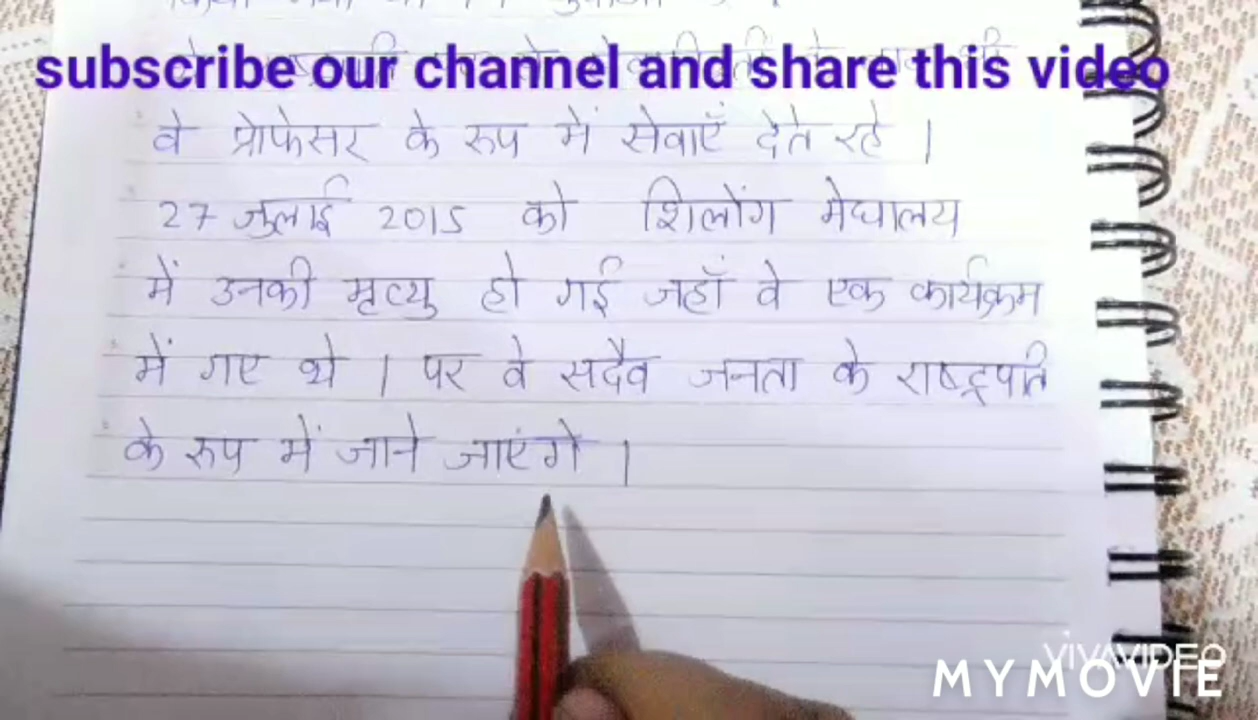 subscribe our channel and share this video
वे प्रोफेसर के रूप में सेवाएँ देते रहे ।
27 जुलाई 2015 को शिलोंग मेघालय
में उनकी मृत्यु हो गई जहाँ वे एक कार्यक्रम
में गए थे । पर वे सदैव जनता के राष्ट्रपति
के रूप में जाने जाएंगे ।
VIVAVIDEO
MYMOVIE